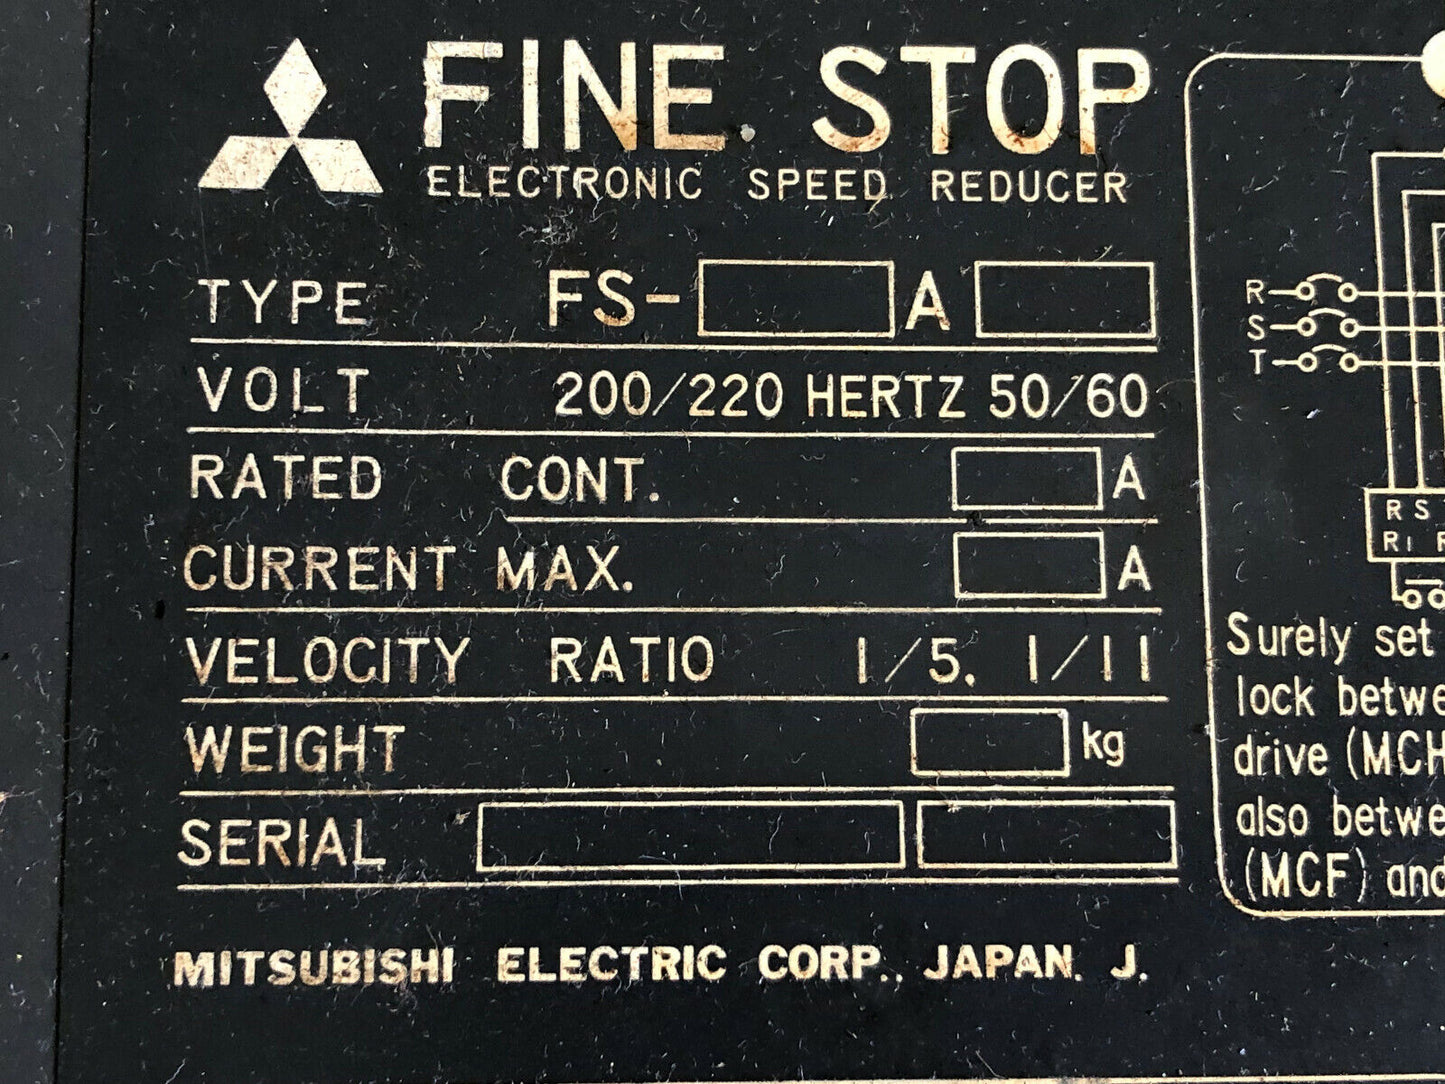 FINE STOP
ELECTRONIC SPEED REDUCER
TYPE FS- A
VOLT 200/220 HERTZ 50/60
RATED CONT. A
CURRENT MAX. A
VELOCITY RATIO 1/5, 1/11
WEIGHT kg
SERIAL
MITSUBISHI ELECTRIC CORP., JAPAN. J.
R
S
T
R S
R1
Surely set
lock
drive (MCH
also
(MCF) and